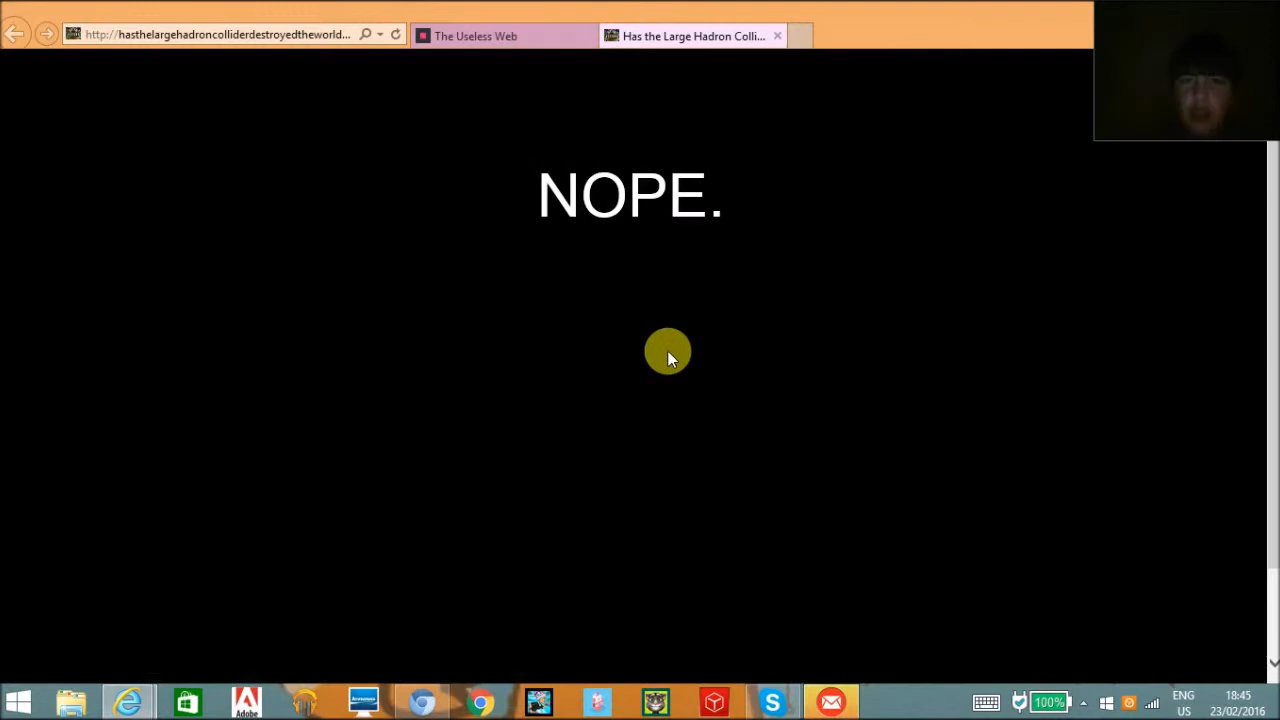 http://hasthelargehadroncolliderdestroyedtheworld...
The Useless Web
Has the Large Hadron Colli...
NOPE.
Adobe
100%
ENG
US
18:45
23/02/2016